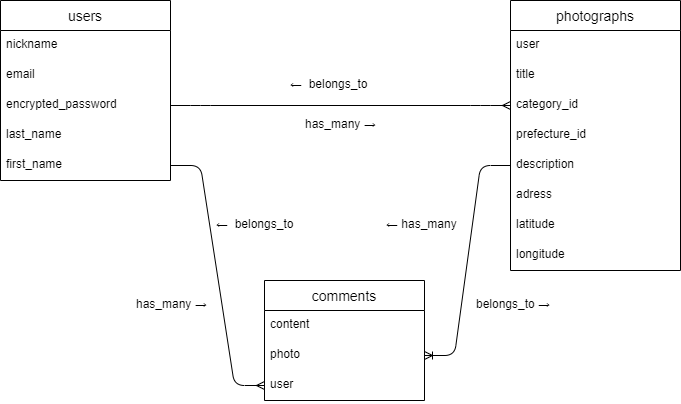 users
nickname
email
encrypted_password
last_name
first_name
photographs
user
title
category_id
prefecture_id
description
adress
latitude
longitude
← belongs_to
has_many →
← belongs_to
has_many →
← has_many
belongs_to →
comments
content
photo
user